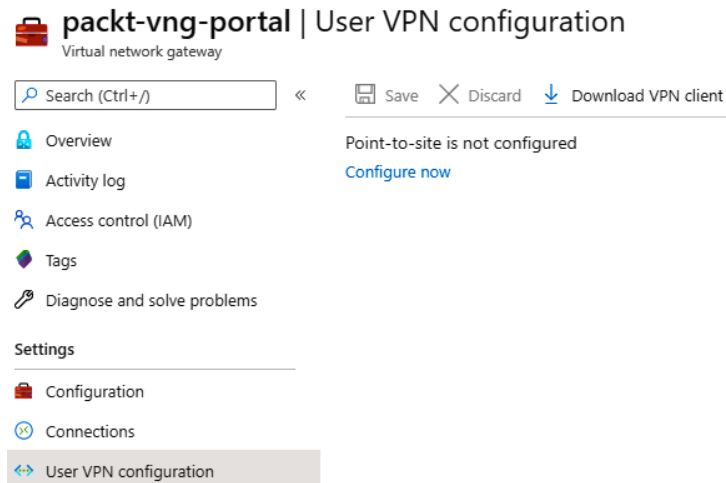 packt-vng-portal | User VPN configuration
Virtual network gateway
Search (Ctrl+/)
«
Save
Discard
Download VPN client
Overview
Activity log
Access control (IAM)
Tags
Diagnose and solve problems
Settings
Configuration
Connections
User VPN configuration
Point-to-site is not configured
Configure now